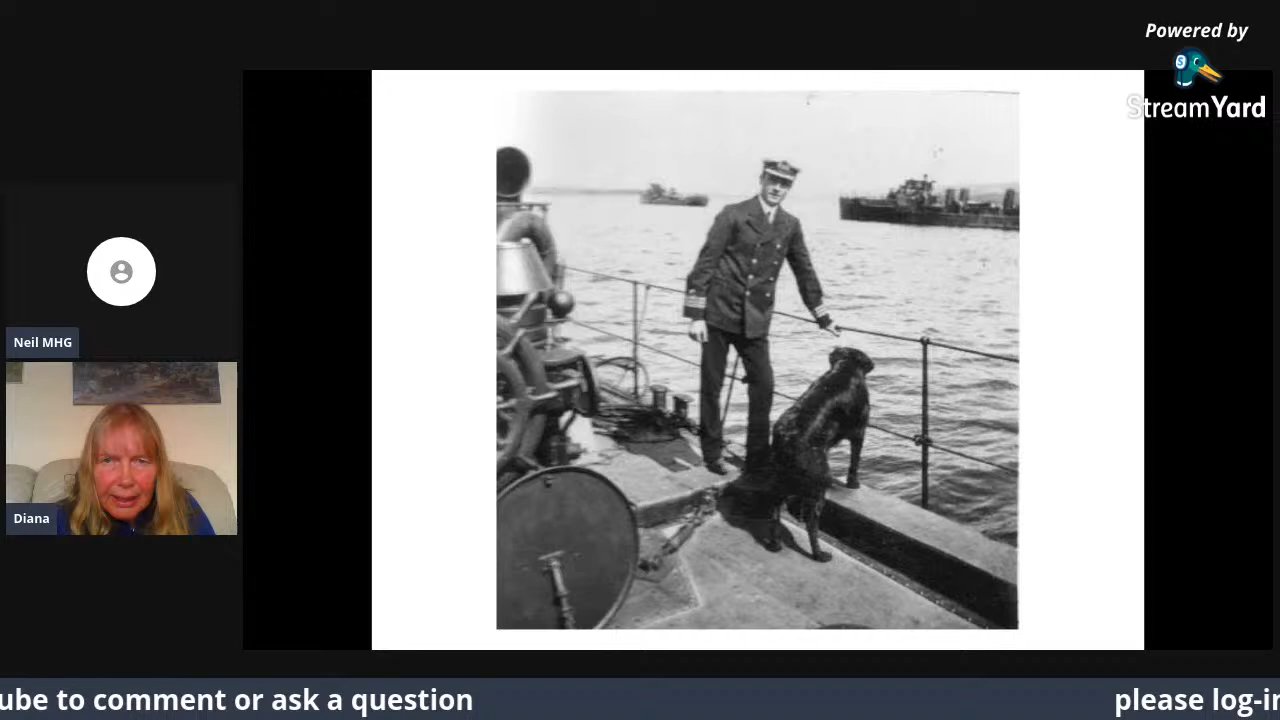 Powered by
StreamYard
Neil MHG
Diana
ube to comment or ask a question
please log-in